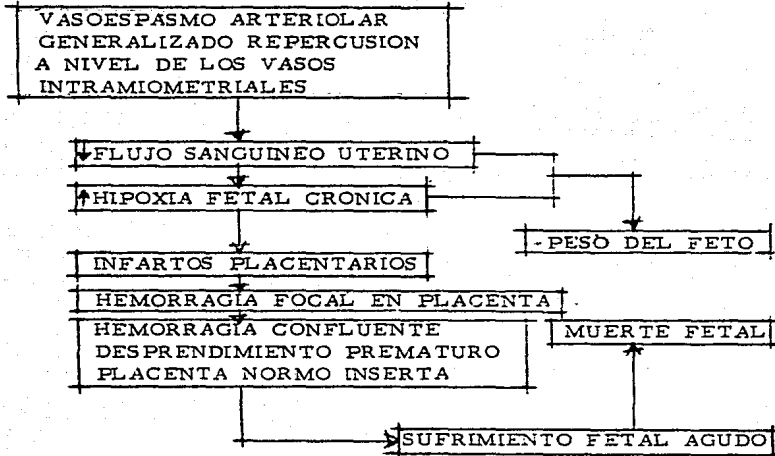 VASOESPASMO ARTERIOLAR
GENERALIZADO REPERCUSION
A NIVEL DE LOS VASOS
INTRAMIOMETRIALES
↓FLUJO SANGUINEO UTERINO
↑HIPOXIA FETAL CRONICA
-PESO DEL FETO
INFARTOS PLACENTARIOS
HEMORRAGIA FOCAL EN PLACENTA
HEMORRAGIA CONFLUENTE
DESPRENDIMIENTO PREMATURO
PLACENTA NORMO INSERTA
MUERTE FETAL
SUFRIMIENTO FETAL AGUDO